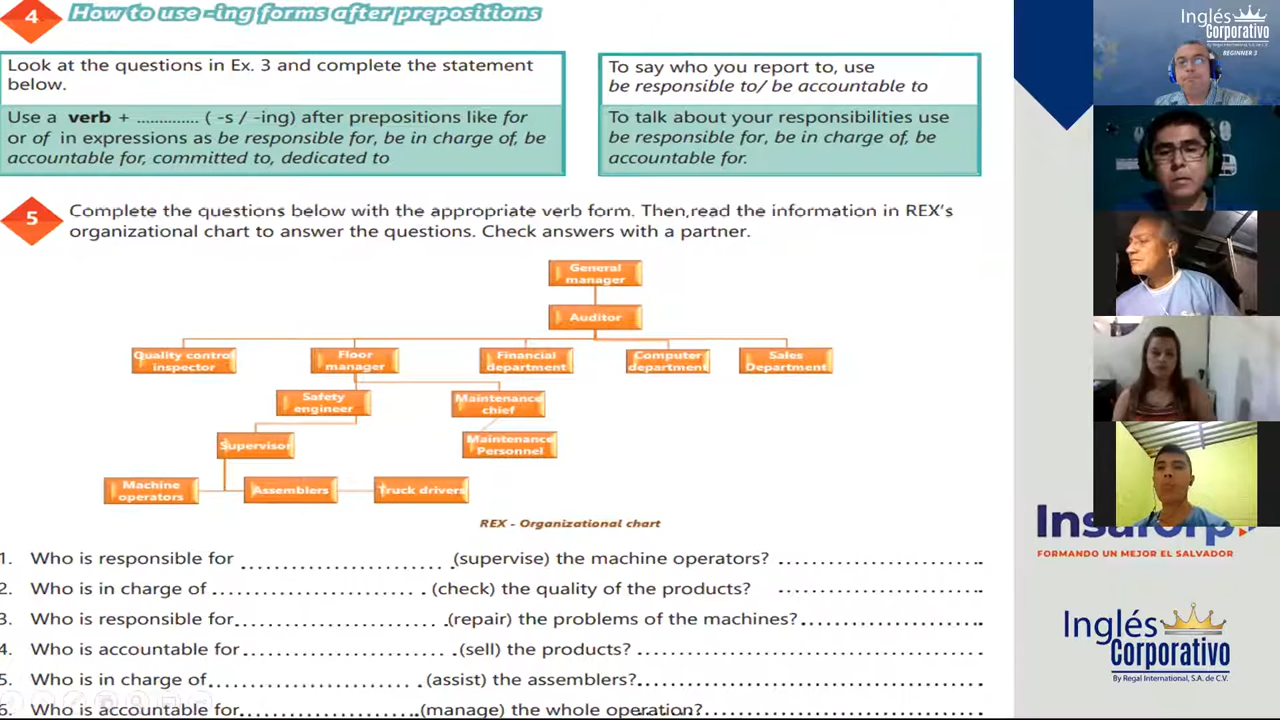 4
How to use -ing forms after prepositions
Look at the questions in Ex. 3 and complete the statement
below.
Use a verb + ............. ( -s / -ing) after prepositions like for
or of in expressions as be responsible for, be in charge of, be
accountable for, committed to, dedicated to
To say who you report to, use
be responsible to/ be accountable to
To talk about your responsibilities use
be responsible for, be in charge of, be
accountable for.
5
Complete the questions below with the appropriate verb form. Then,read the information in REX's
organizational chart to answer the questions. Check answers with a partner.
General
manager
Auditor
Quality control
inspector
Floor
manager
Financial
department
Computer
department
Sales
Department
Safety
engineer
Maintenance
chief
Supervisor
Maintenance
Personnel
Machine
operators
Assemblers
Truck drivers
REX - Organizational chart
1. Who is responsible for ........................ (supervise) the machine operators? ........................
2. Who is in charge of ........................ (check) the quality of the products? ........................
3. Who is responsible for........................ (repair) the problems of the machines?........................
4. Who is accountable for........................ (sell) the products? ........................
5. Who is in charge of........................ (assist) the assemblers?........................
6. Who is accountable for........................ (manage) the whole operation?........................
Inglés
Corporativo
By Regal International, S.A. de C.V.
BEGINNER 3
Insaforp
FORMANDO UN MEJOR EL SALVADOR
Inglés
Corporativo
By Regal International, S.A. de C.V.